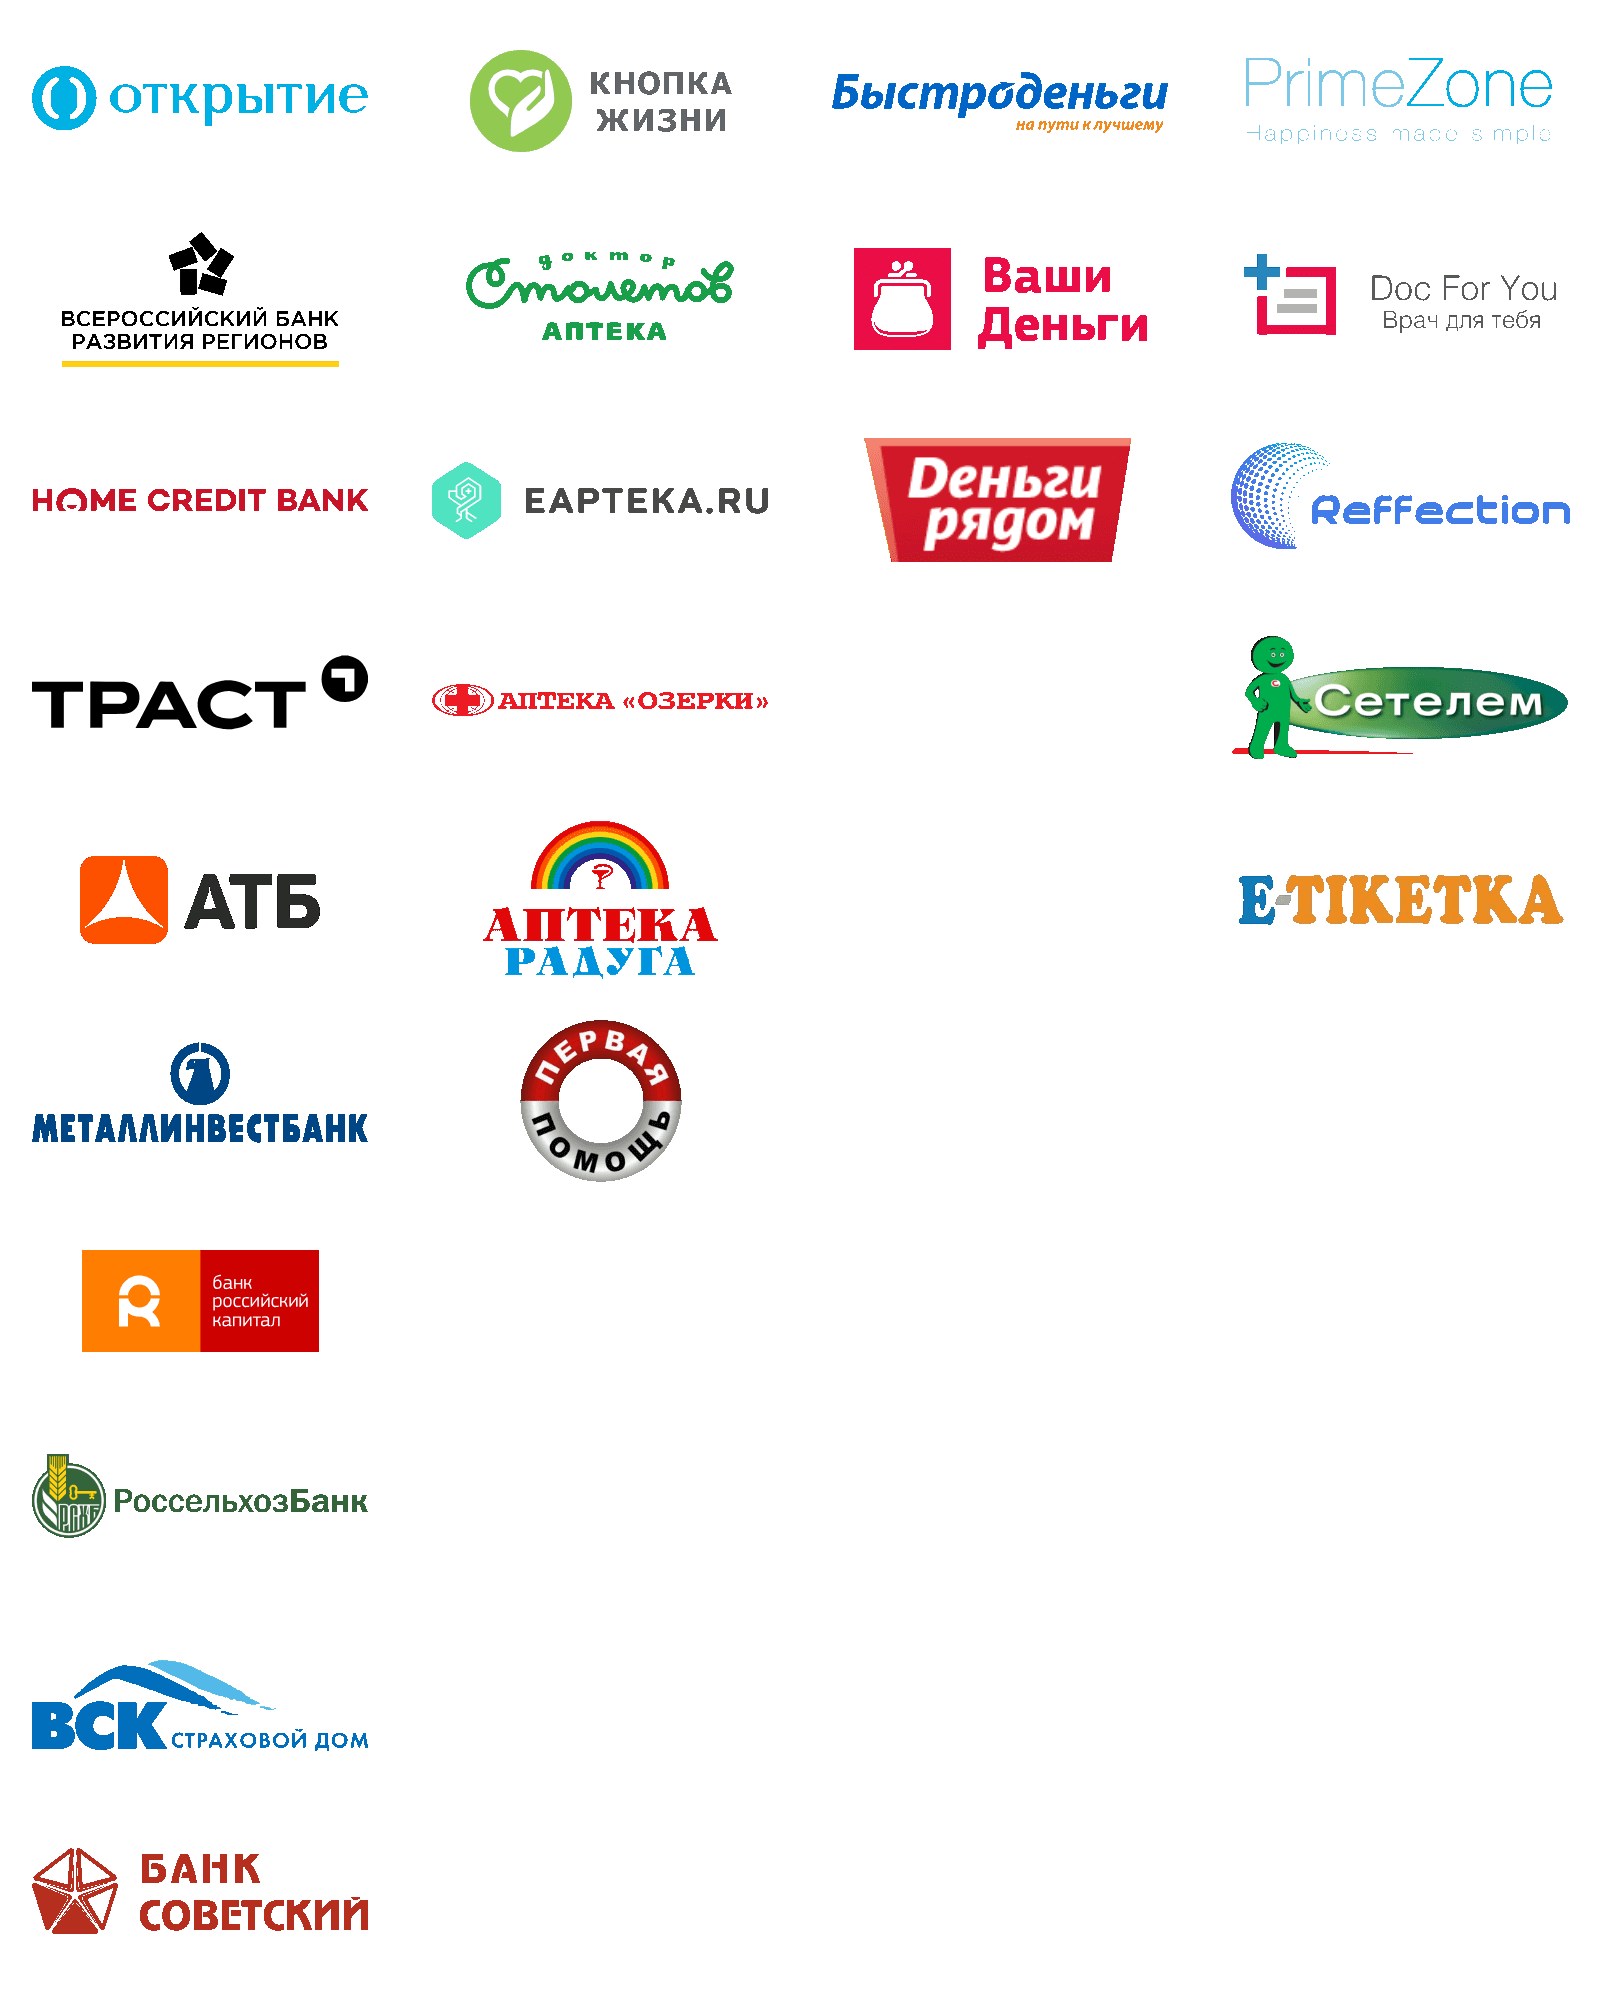 открытие
КНОПКА
ЖИЗНИ
Быстроденьги
на пути к лучшему
PrimeZone
Happiness made simple
ВСЕРОССИЙСКИЙ БАНК
РАЗВИТИЯ РЕГИОНОВ
доктор
Столетов
АПТЕКА
Ваши
Деньги
Doc For You
Врач для тебя
HOME CREDIT BANK
EAPTEKA.RU
Деньги
рядом
Reffection
ТРАСТ
АПТЕКА «ОЗЕРКИ»
Сетелем
АТБ
АПТЕКА
РАДУГА
E-TIKETKA
МЕТАЛЛИНВЕСТБАНК
ПЕРВАЯ
ПОМОЩЬ
банк
российский
капитал
РСХБ
РоссельхозБанк
ВСК
СТРАХОВОЙ ДОМ
БАНК
СОВЕТСКИЙ